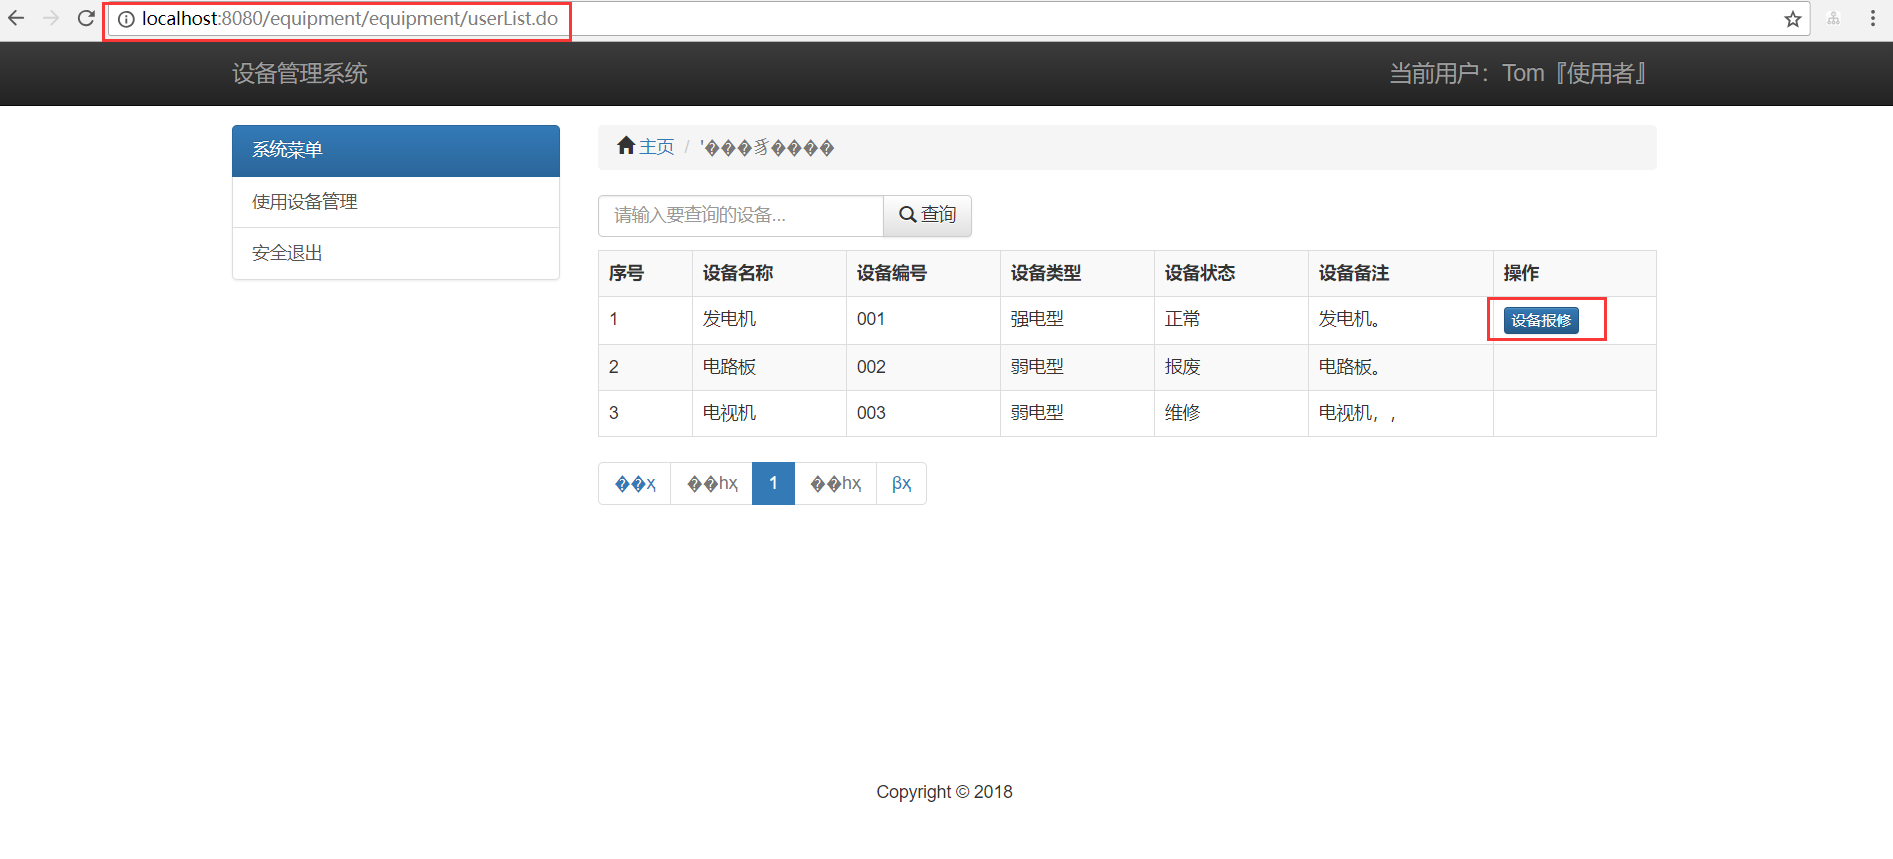 localhost:8080/equipment/equipment/userList.do
设备管理系统 当前用户：Tom『使用者』
系统菜单
使用设备管理
安全退出
主页 / '���豸����
请输入要查询的设备... 查询
序号 设备名称 设备编号 设备类型 设备状态 设备备注 操作
1 发电机 001 强电型 正常 发电机。 设备报修
2 电路板 002 弱电型 报废 电路板。
3 电视机 003 弱电型 维修 电视机，，
��ҳ ��һҳ 1 ��һҳ βҳ
Copyright © 2018